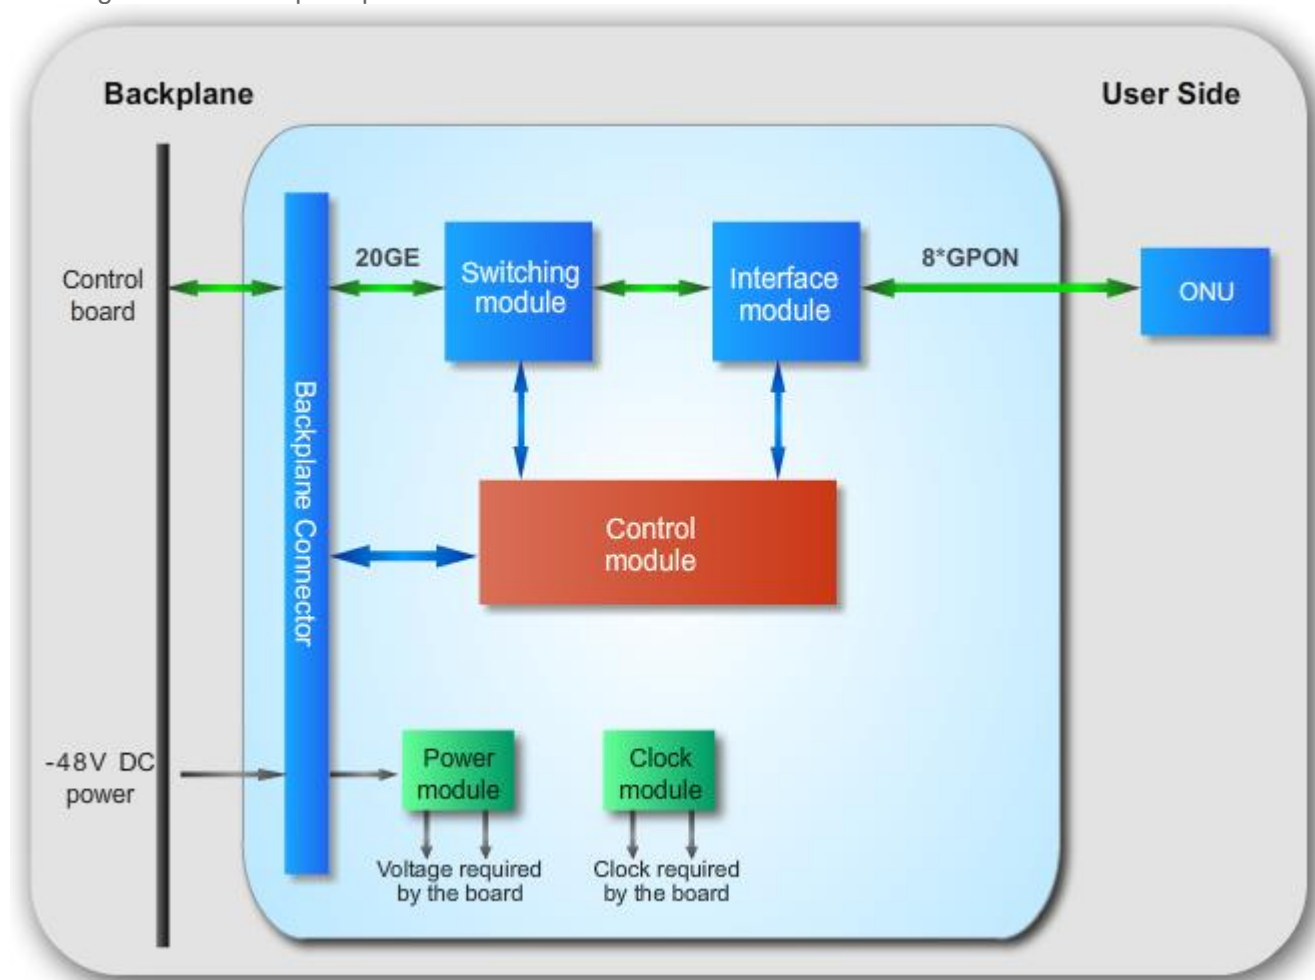 Backplane
User Side
20GE
8*GPON
Control
board
Switching
module
Interface
module
ONU
Backplane Connector
Control
module
-48V DC
power
Power
module
Clock
module
Voltage required
by the board
Clock required
by the board